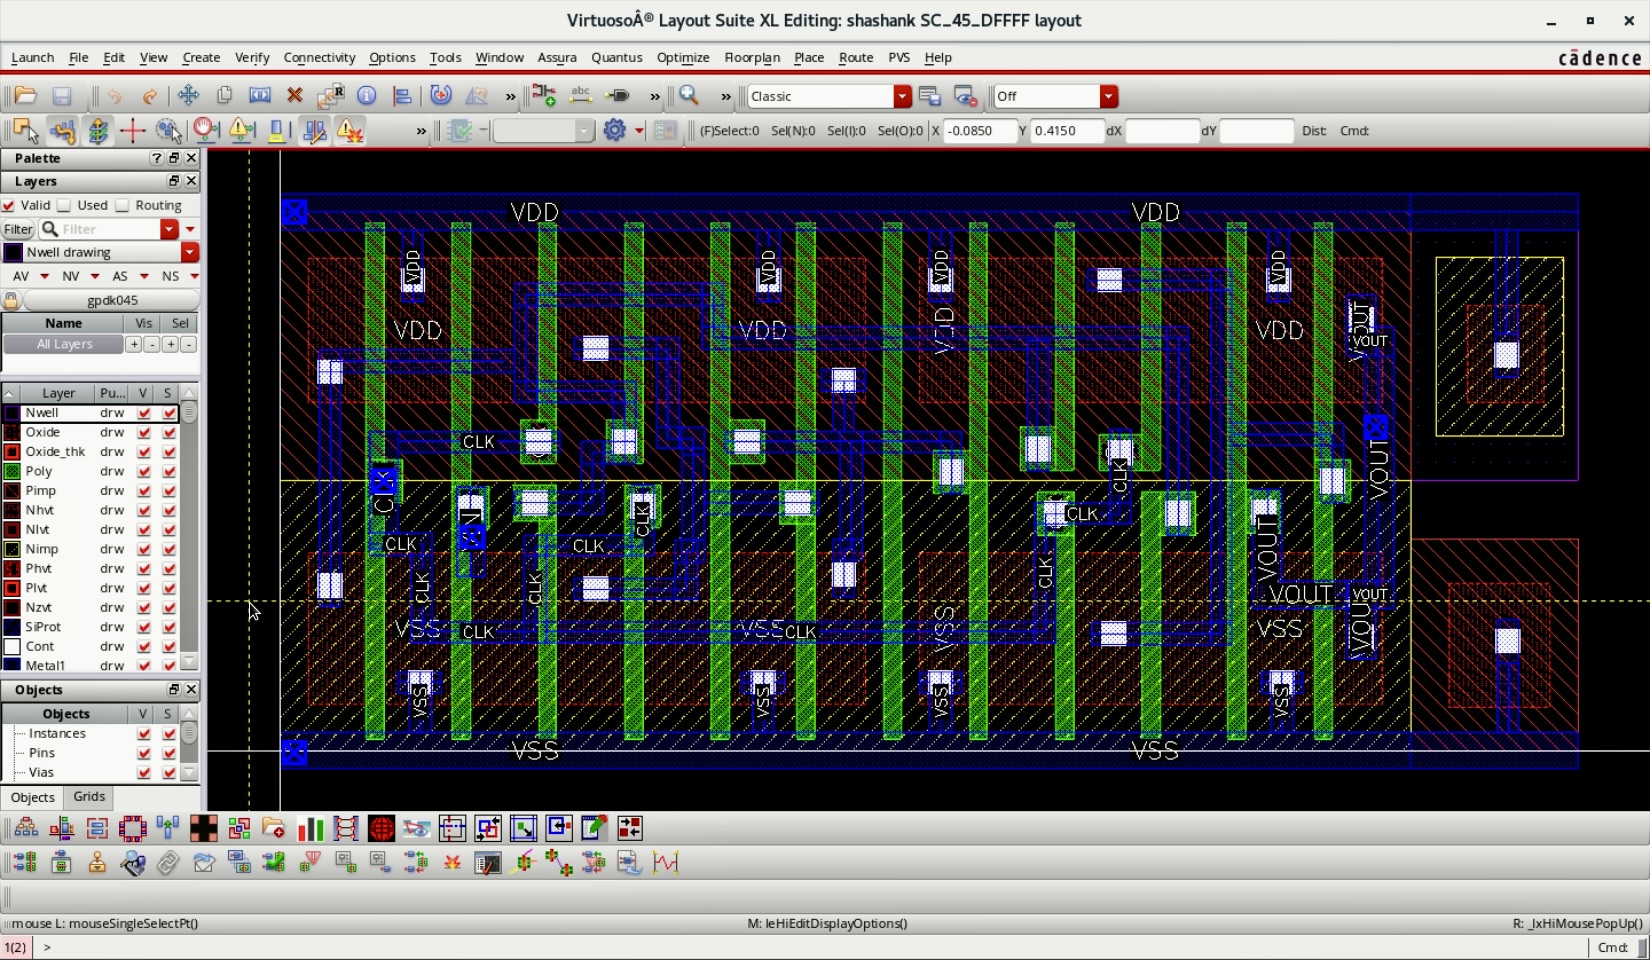 VirtuosoÂ® Layout Suite XL Editing: shashank SC_45_DFFFF layout
Launch File Edit View Create Verify Connectivity Options Tools Window Assura Quantus Optimize Floorplan Place Route PVS Help
cādence
Classic
Off
(F)Select:0 Sel(N):0 Sel(I):0 Sel(O):0 X -0.0850 Y 0.4150 dX dY Dist: Cmd:
Palette
Layers
Valid Used Routing
Filter Filter
Nwell drawing
AV NV AS NS
gpdk045
Name Vis Sel
All Layers + - + -
Layer Pu... V S
Nwell drw
Oxide drw
Oxide_thk drw
Poly drw
Pimp drw
Nhvt drw
Nlvt drw
Nimp drw
Phvt drw
Plvt drw
Nzvt drw
SiProt drw
Cont drw
Metal1 drw
Objects
Objects V S
Instances
Pins
Vias
Objects Grids
VDD VDD
VDD VDD VDD VDD
VDD VDD VDD VDD
VOUT
VOUT
CLK
CLK
VOUT
CLK
CLK
CLK CLK
VOUT
CLK CLK CLK
VOUT VOUT
VSS CLK VSS CLK VSS VSS VOUT
VSS VSS VSS VSS
VSS VSS
mouse L: mouseSingleSelectPt() M: leHiEditDisplayOptions() R: _lxHiMousePopUp()
1(2) > Cmd: